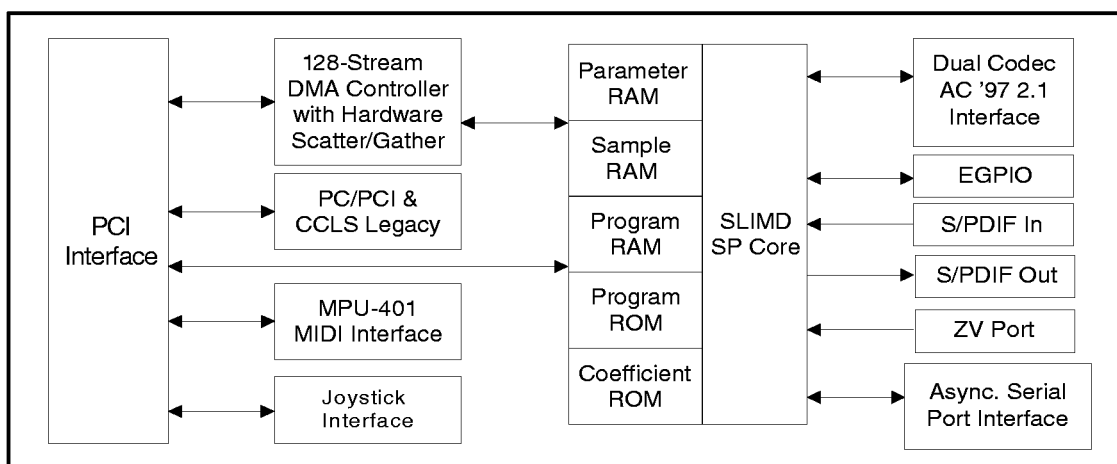 PCI
Interface
128-Stream
DMA Controller
with Hardware
Scatter/Gather
PC/PCI &
CCLS Legacy
MPU-401
MIDI Interface
Joystick
Interface
Parameter
RAM
Sample
RAM
Program
RAM
Program
ROM
Coefficient
ROM
SLIMD
SP Core
Dual Codec
AC '97 2.1
Interface
EGPIO
S/PDIF In
S/PDIF Out
ZV Port
Async. Serial
Port Interface